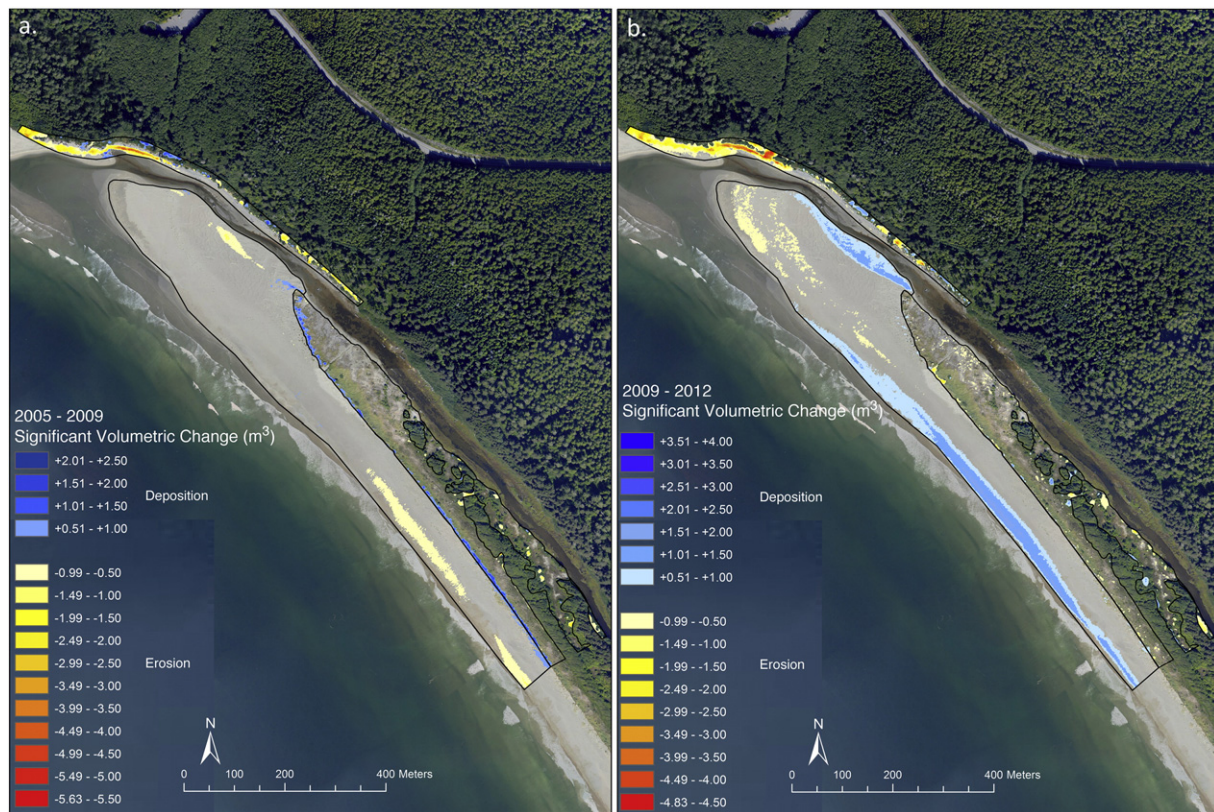 a.
2005 - 2009
Significant Volumetric Change (m³)
+2.01 - +2.50
+1.51 - +2.00
+1.01 - +1.50
+0.51 - +1.00
Deposition
-0.99 - -0.50
-1.49 - -1.00
-1.99 - -1.50
-2.49 - -2.00
-2.99 - -2.50
-3.49 - -3.00
-3.99 - -3.50
-4.49 - -4.00
-4.99 - -4.50
-5.49 - -5.00
-5.63 - -5.50
Erosion
N
0 100 200 400 Meters
b.
2009 - 2012
Significant Volumetric Change (m³)
+3.51 - +4.00
+3.01 - +3.50
+2.51 - +3.00
+2.01 - +2.50
+1.51 - +2.00
+1.01 - +1.50
+0.51 - +1.00
Deposition
-0.99 - -0.50
-1.49 - -1.00
-1.99 - -1.50
-2.49 - -2.00
-2.99 - -2.50
-3.49 - -3.00
-3.99 - -3.50
-4.49 - -4.00
-4.83 - -4.50
Erosion
N
0 100 200 400 Meters